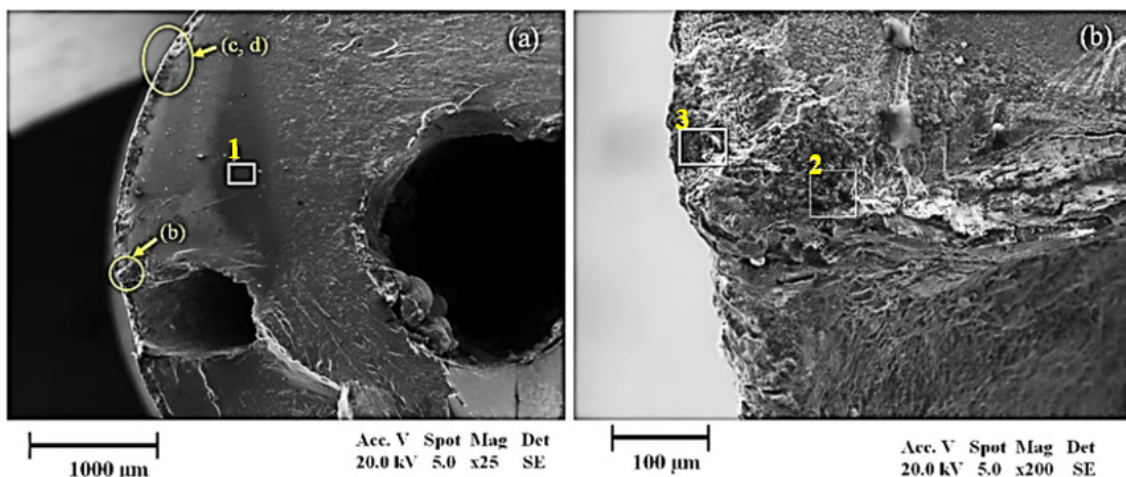 (a)
(c, d)
1
(b)
1000 µm
Acc. V Spot Mag Det
20.0 kV 5.0 x25 SE
(b)
3
2
100 µm
Acc. V Spot Mag Det
20.0 kV 5.0 x200 SE